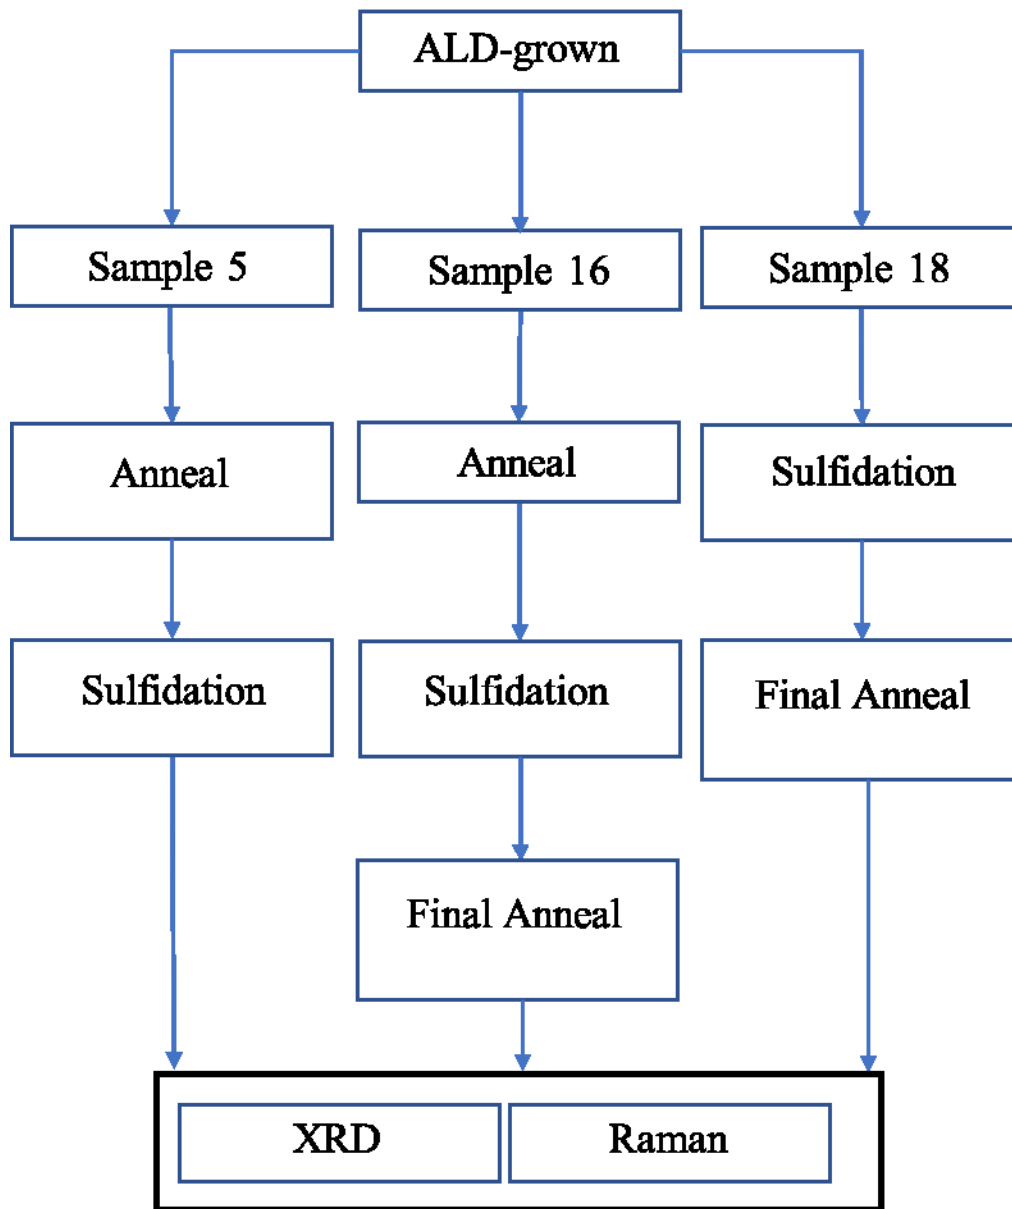 ALD-grown
Sample 5
Sample 16
Sample 18
Anneal
Anneal
Sulfidation
Sulfidation
Sulfidation
Final Anneal
Final Anneal
XRD
Raman